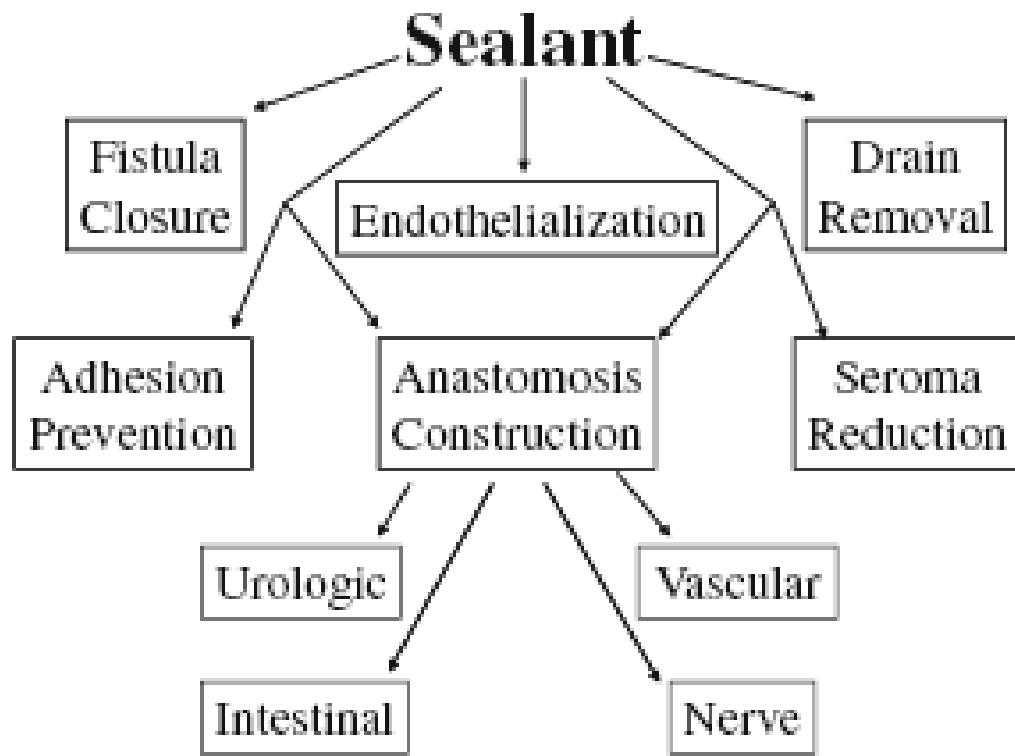 Sealant
Fistula
Closure
Endothelialization
Drain
Removal
Adhesion
Prevention
Anastomosis
Construction
Seroma
Reduction
Urologic
Vascular
Intestinal
Nerve